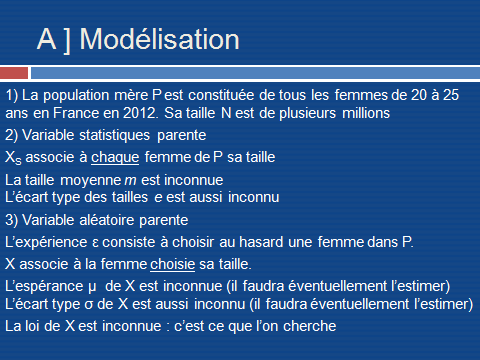 A ] Modélisation
1) La population mère P est constituée de tous les femmes de 20 à 25
ans en France en 2012. Sa taille N est de plusieurs millions
2) Variable statistiques parente
XS associe à chaque femme de P sa taille
La taille moyenne m est inconnue
L'écart type des tailles e est aussi inconnu
3) Variable aléatoire parente
L'expérience ε consiste à choisir au hasard une femme dans P.
X associe à la femme choisie sa taille.
L'espérance μ de X est inconnue (il faudra éventuellement l'estimer)
L'écart type σ de X est aussi inconnu (il faudra éventuellement l'estimer)
La loi de X est inconnue : c'est ce que l'on cherche